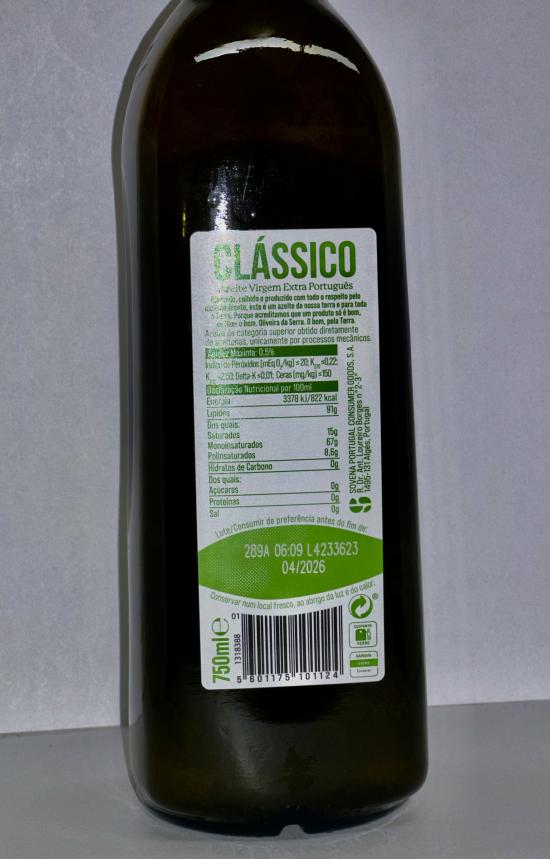 CLÁSSICO
Azeite Virgem Extra Português
colhido e produzido com todo o respeito pelo
este é um azeite da nossa terra e para toda
a Terra. Porque acreditamos que um produto só é bom,
se fizer o bom. Oliveira da Serra. O bom, pela Terra.
Azeite de categoria superior obtido diretamente
de azeitonas, unicamente por processos mecânicos.
Acidez Máxima: 0,5%
Índice de Peróxidos (mEq O₂/kg) ≤ 20; K₂₇₀ ≤0,22;
≤2,50; Delta-K ≤0,01; Ceras (mg/kg) ≤150
Declaração Nutricional por 100ml
Energia 3378 kJ/822 kcal
Lípidos 91g
Dos quais:
Saturados 15g
Monoinsaturados 67g
Polinsaturados 8,6g
Hidratos de Carbono 0g
Dos quais:
Açúcares 0g
Proteínas 0g
Sal 0g
SOVENA PORTUGAL CONSUMER GOODS, S.A.
R. Dr. Ant. Loureiro Borges nº 2-3º
1495-131 Algés, Portugal
Lote/Consumir de preferência antes do fim de:
289A 06:09 L4233623
04/2026
Conservar num local fresco, ao abrigo da luz e do calor.
750ml e
1318388
01
5 601175 101124
®
VERDE